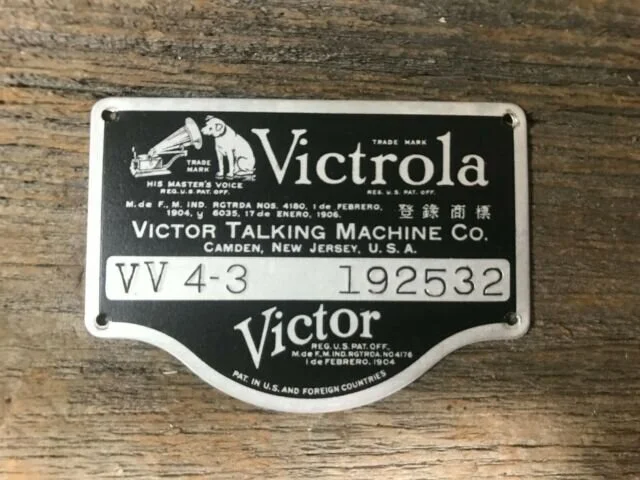 TRADE MARK
Victrola
TRADE MARK
HIS MASTER'S VOICE
REG. U.S. PAT. OFF.
REG. U.S. PAT. OFF.
M. de F., M. IND. RGTRDA NOS. 4180, 1 de FEBRERO,
1904, y 6035, 17 de ENERO, 1906.
登錄商標
VICTOR TALKING MACHINE CO.
CAMDEN, NEW JERSEY, U.S.A.
VV 4-3 192532
Victor
REG. U.S. PAT. OFF.
M. de F., M. IND. RGTRDA. NO 4176
1 de FEBRERO, 1904
PAT. IN U.S. AND FOREIGN COUNTRIES